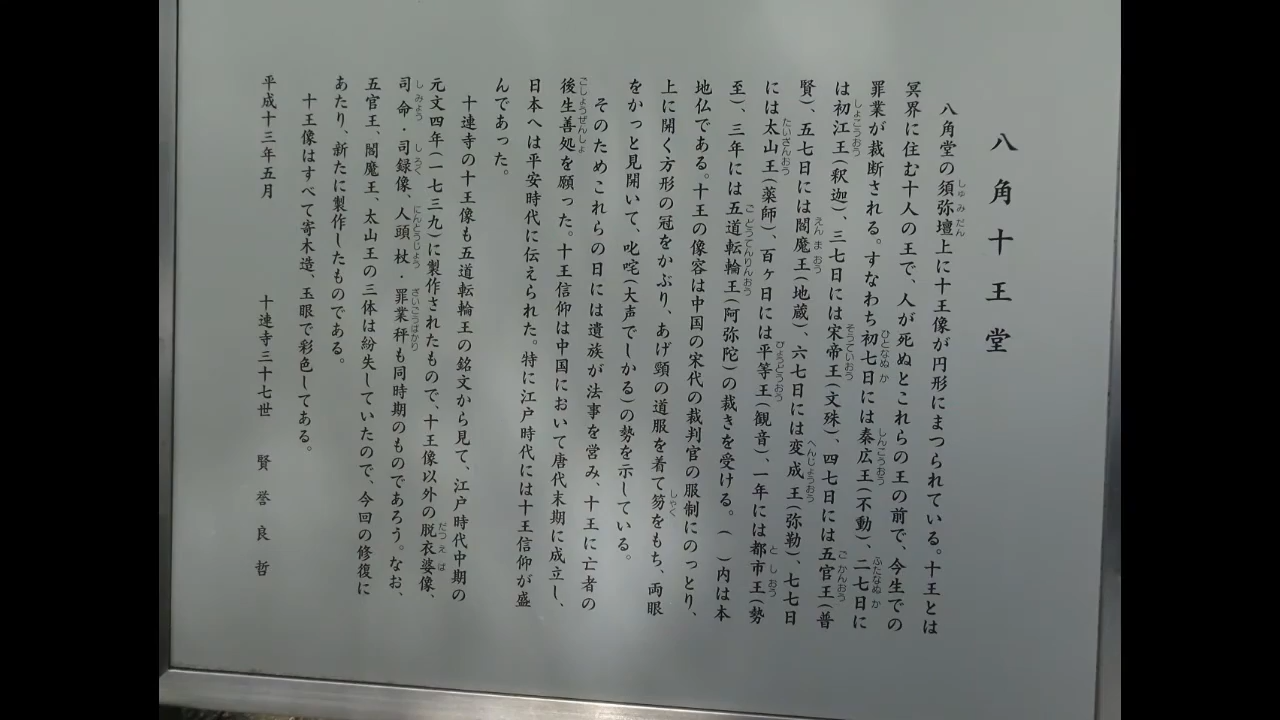 八角十王堂
八角堂の須弥壇上に十王像が円形にまつられている。十王とは
冥界に住む十人の王で、人が死ぬとこれらの王の前で、今生での
罪業が裁断される。すなわち初七日には秦広王(不動)、二七日に
は初江王(釈迦)、三七日には宋帝王(文殊)、四七日には五官王(普
賢)、五七日には閻魔王(地蔵)、六七日には変成王(弥勒)、七七日
には太山王(薬師)、百ヶ日には平等王(観音)、一年には都市王(勢
至)、三年には五道転輪王(阿弥陀)の裁きを受ける。( )内は本
地仏である。十王の像容は中国の宋代の裁判官の服制にのっとり、
上に開く方形の冠をかぶり、あげ頸の道服を着て笏をもち、両眼
をかっと見開いて、叱咤(大声でしかる)の勢を示している。
そのためこれらの日には遺族が法事を営み、十王に亡者の
後生善処を願った。十王信仰は中国において唐代末期に成立し、
日本へは平安時代に伝えられた。特に江戸時代には十王信仰が盛
んであった。
十連寺の十王像も五道転輪王の銘文から見て、江戸時代中期の
元文四年(一七三九)に製作されたもので、十王像以外の脱衣婆像、
司命・司録像、人頭杖・罪業秤も同時期のものであろう。なお、
五官王、閻魔王、太山王の三体は紛失していたので、今回の修復に
あたり、新たに製作したものである。
十王像はすべて寄木造、玉眼で彩色してある。
平成十三年五月 十連寺三十七世 賢誉良哲